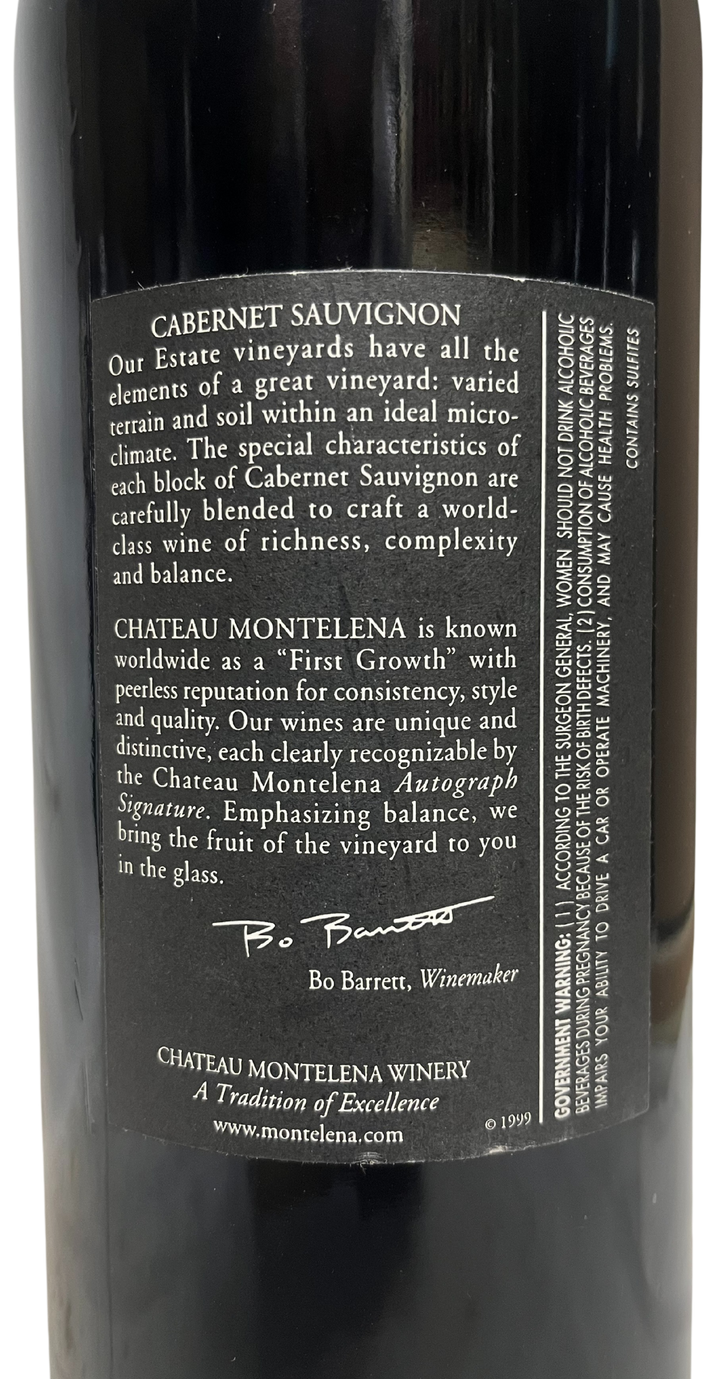 CABERNET SAUVIGNON
Our Estate vineyards have all the
elements of a great vineyard: varied
terrain and soil within an ideal micro-
climate. The special characteristics of
each block of Cabernet Sauvignon are
carefully blended to craft a world-
class wine of richness, complexity
and balance.
CHATEAU MONTELENA is known
worldwide as a “First Growth” with
peerless reputation for consistency, style
and quality. Our wines are unique and
distinctive, each clearly recognizable by
the Chateau Montelena Autograph
Signature. Emphasizing balance, we
bring the fruit of the vineyard to you
in the glass.
Bo Barrett
Bo Barrett, Winemaker
CHATEAU MONTELENA WINERY
A Tradition of Excellence
www.montelena.com
© 1999
GOVERNMENT WARNING: (1) ACCORDING TO THE SURGEON GENERAL, WOMEN SHOULD NOT DRINK ALCOHOLIC
BEVERAGES DURING PREGNANCY BECAUSE OF THE RISK OF BIRTH DEFECTS. (2) CONSUMPTION OF ALCOHOLIC BEVERAGES
IMPAIRS YOUR ABILITY TO DRIVE A CAR OR OPERATE MACHINERY, AND MAY CAUSE HEALTH PROBLEMS.
CONTAINS SULFITES